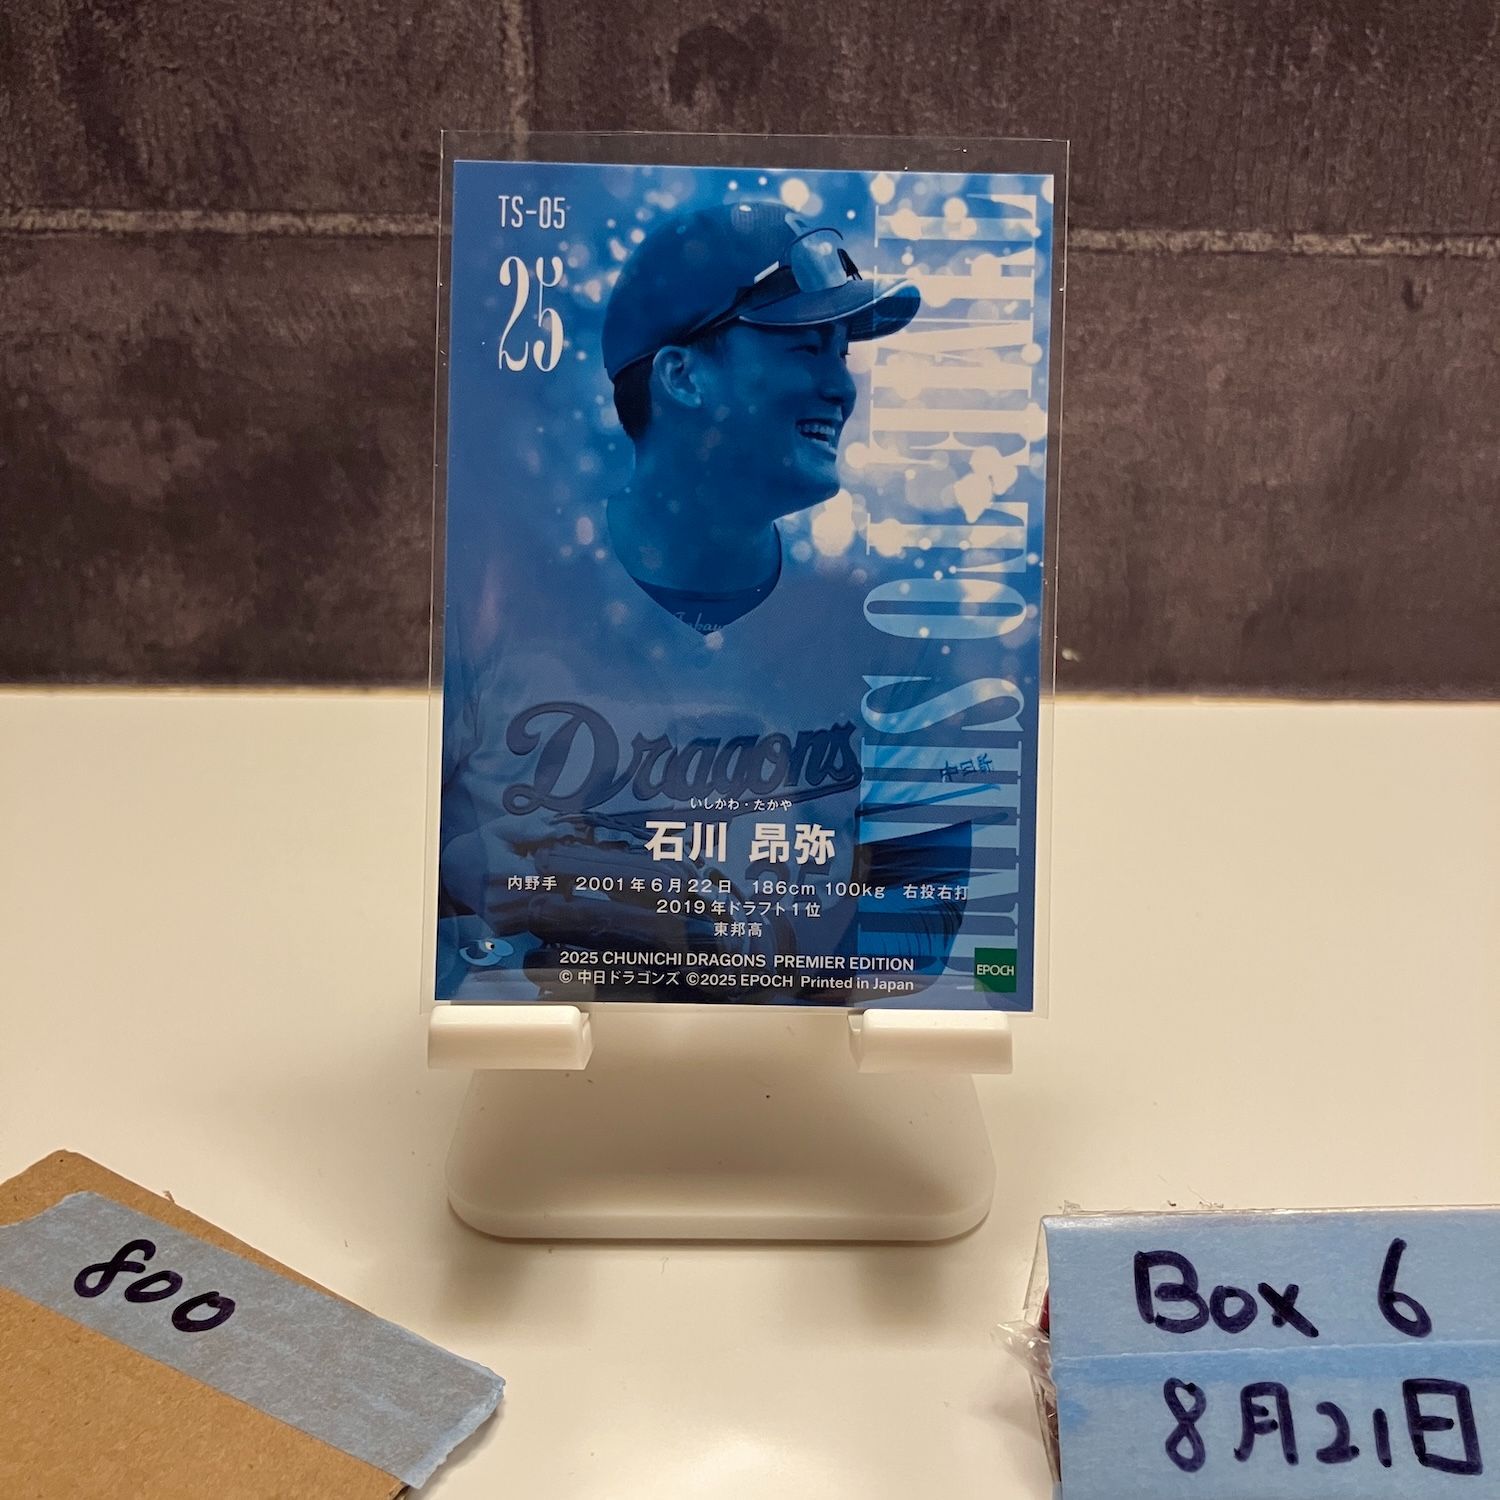 TS-05
25
Dragons
いしかわ・たかや
石川 昂弥
内野手 2001年6月22日 186cm 100kg 右投右打
2019年ドラフト1位
東邦高
2025 CHUNICHI DRAGONS PREMIER EDITION
© 中日ドラゴンズ ©2025 EPOCH Printed in Japan
EPOCH
800
Box 6
8月21日